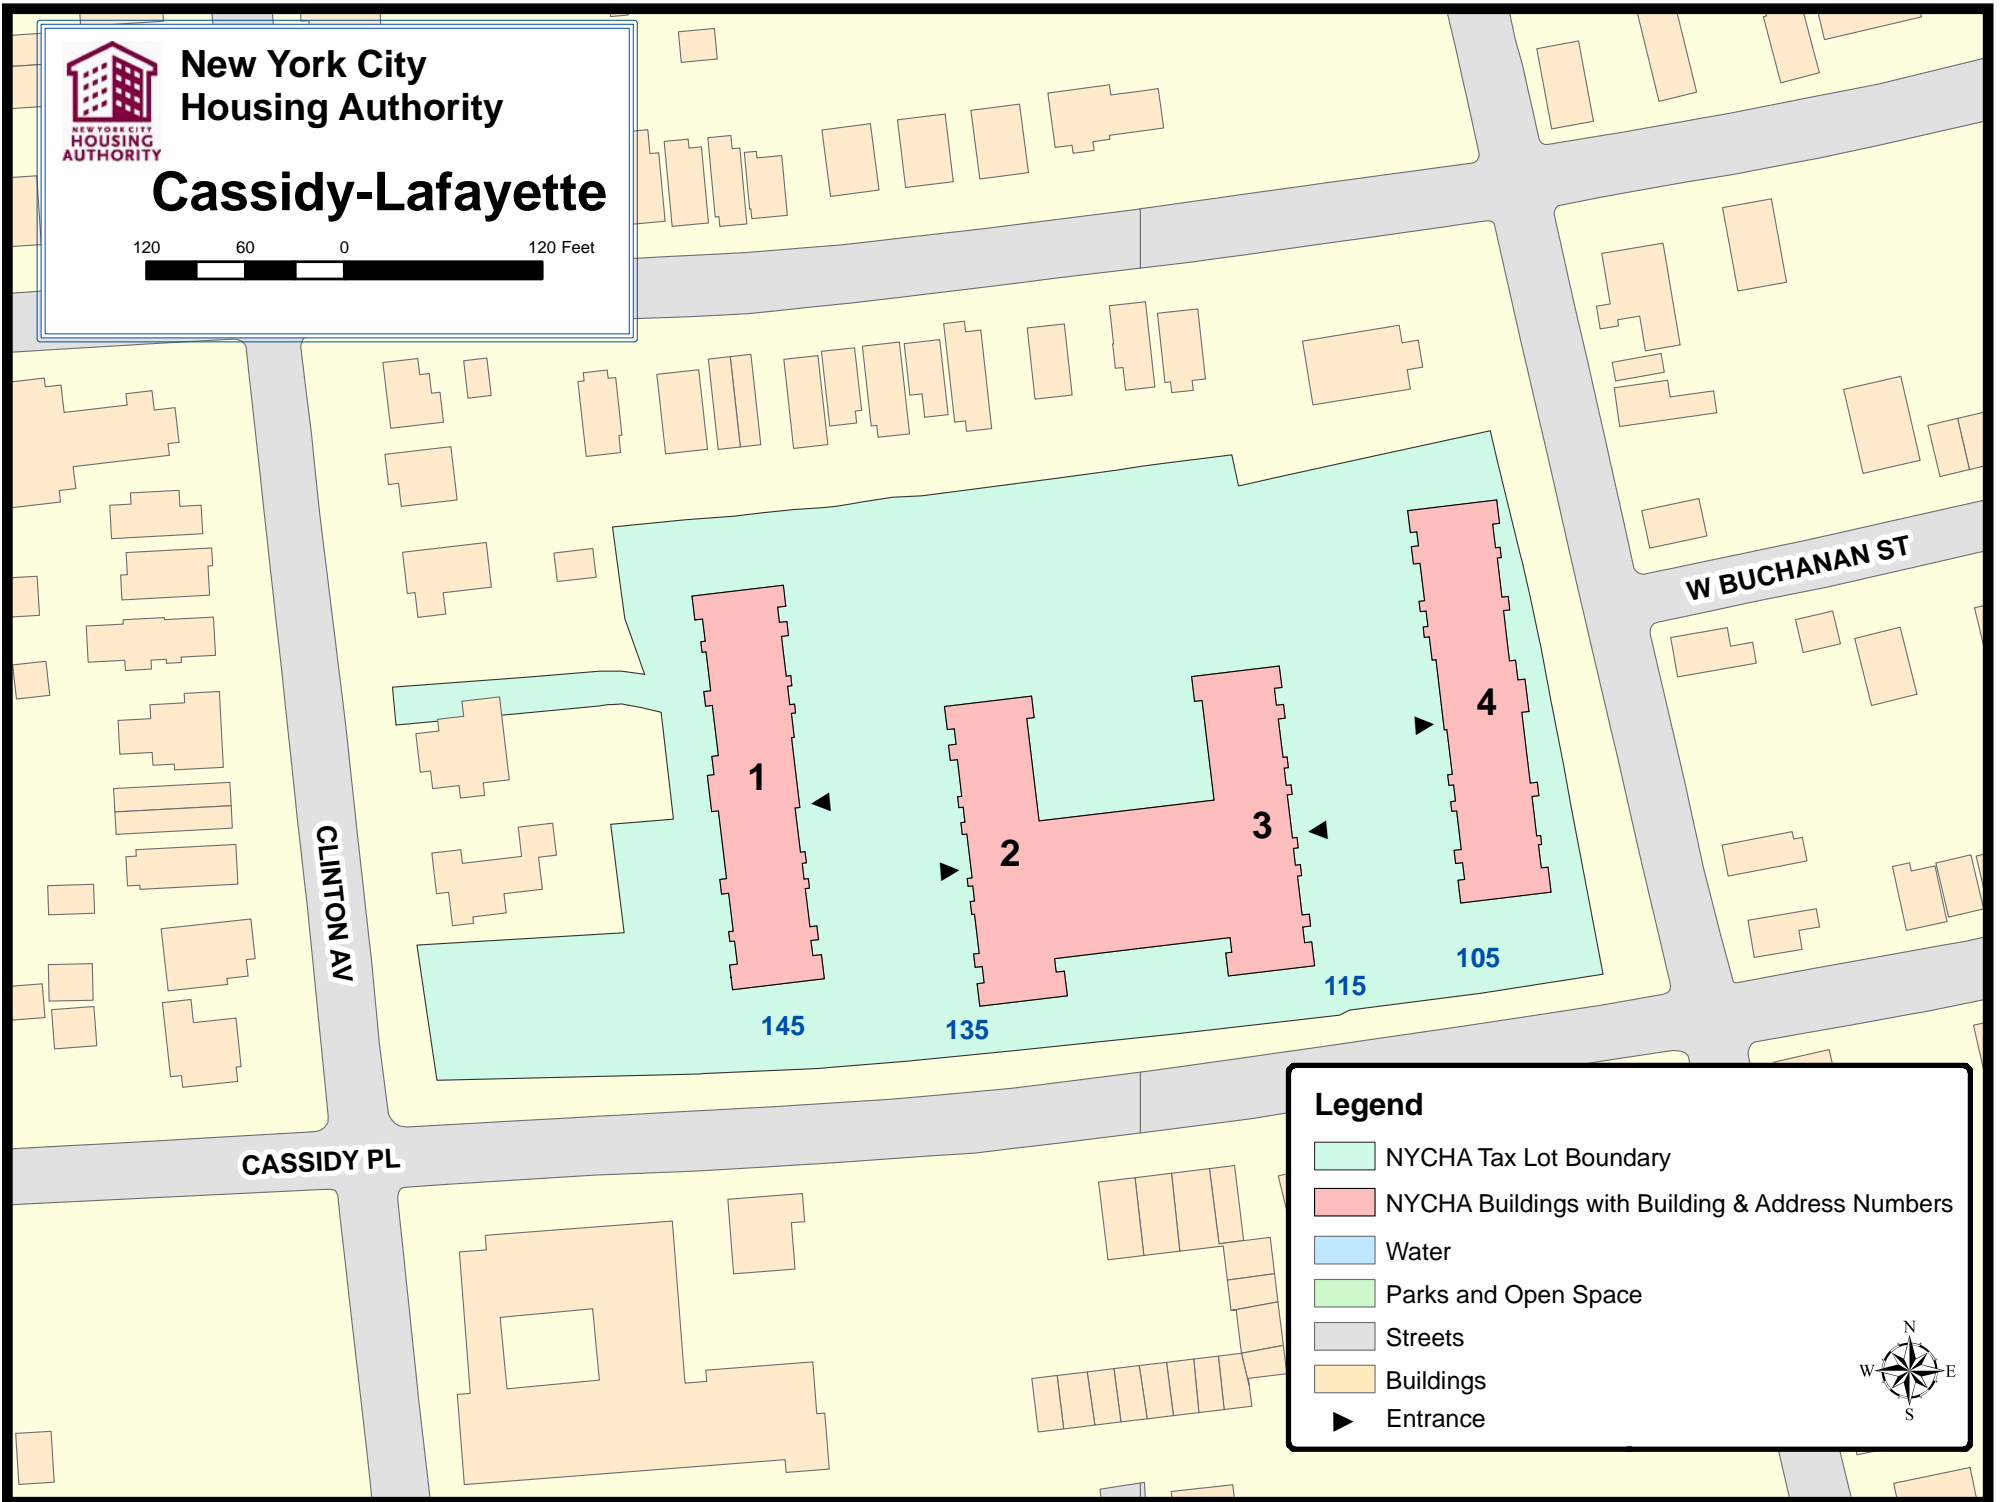 New York City
Housing Authority
NEW YORK CITY
HOUSING
AUTHORITY
Cassidy-Lafayette
120 60 0 120 Feet
W BUCHANAN ST
4
1
3
2
CLINTON AV
105
115
145
135
CASSIDY PL
Legend
NYCHA Tax Lot Boundary
NYCHA Buildings with Building & Address Numbers
Water
Parks and Open Space
Streets
Buildings
Entrance
N
W E
S